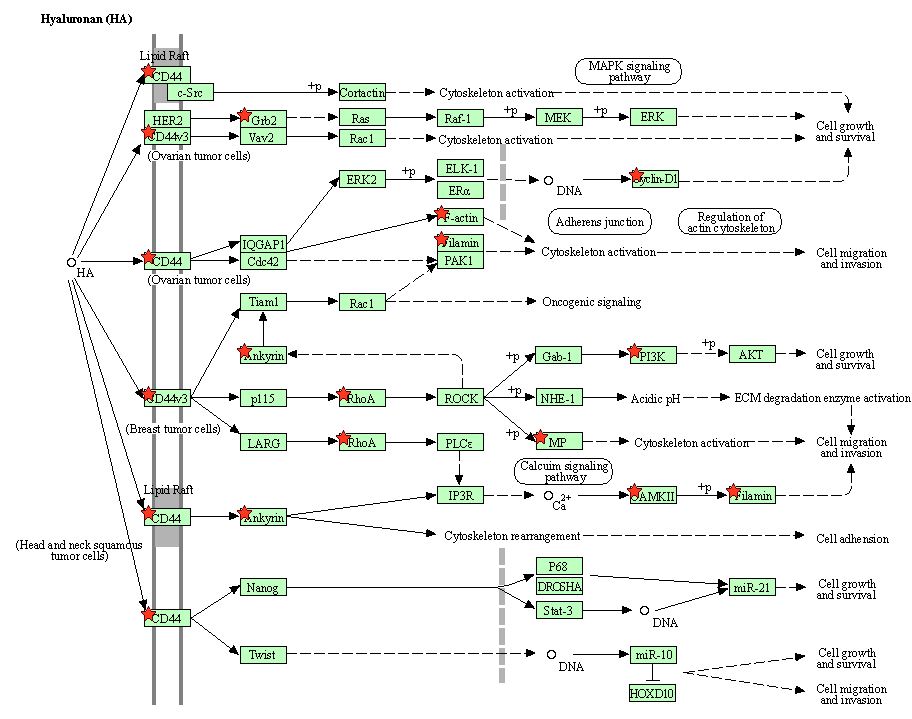 Hyaluronan (HA)
Lipid Raft
CD44
c-Src
+p
Cortactin
Cytoskeleton activation
MAPK signaling
pathway
HER2
Grb2
Ras
Raf-1
+p
MEK
+p
ERK
Cell growth
and survival
CD44v3
Vav2
Rac1
Cytoskeleton activation
(Ovarian tumor cells)
ERK2
+p
ELK-1
ERα
DNA
Cyclin-D1
F-actin
Adherens junction
Regulation of
actin cytoskeleton
IQGAP1
Filamin
HA
CD44
Cdc42
PAK1
Cytoskeleton activation
Cell migration
and invasion
(Ovarian tumor cells)
Tiam1
Rac1
Oncogenic signaling
Ankyrin
+p
Gab-1
PI3K
+p
AKT
Cell growth
and survival
CD44v3
p115
RhoA
ROCK
+p
NHE-1
Acidic pH
ECM degradation enzyme activation
(Breast tumor cells)
LARG
RhoA
PLCε
+p
MP
Cytoskeleton activation
Cell migration
and invasion
Calcuim signaling
pathway
Lipid Raft
IP3R
Ca2+
CAMKII
+p
Filamin
CD44
Ankyrin
Cytoskeleton rearrangement
Cell adhension
(Head and neck squamous
tumor cells)
P68
DROSHA
Nanog
miR-21
Cell growth
and survival
Stat-3
DNA
CD44
Twist
DNA
miR-10
Cell growth
and survival
HOXD10
Cell migration
and invasion